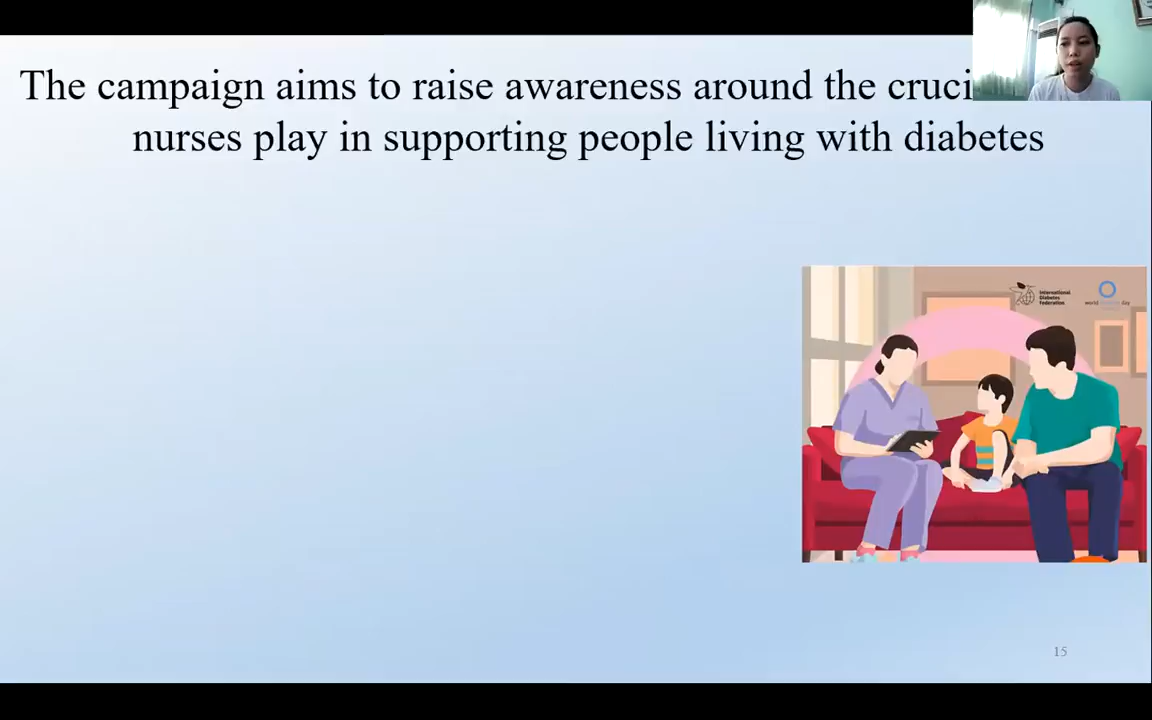 The campaign aims to raise awareness around the cruci
nurses play in supporting people living with diabetes
International
Diabetes
Federation
world diabetes day
15